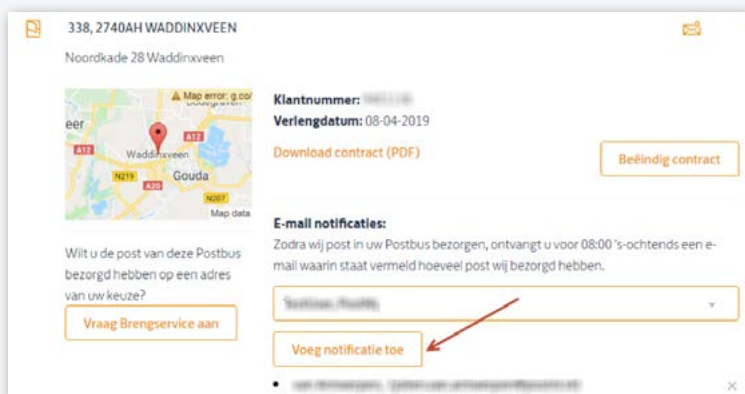 338, 2740AH WADDINXVEEN
Noordkade 28 Waddinxveen
Map error: g.co/
eer
A12
A12
Waddinxveen
N219
Gouda
A20
N207
Map data
Klantnummer:
Verlengdatum: 08-04-2019
Download contract (PDF)
Beëindig contract
Wilt u de post van deze Postbus
bezorgd hebben op een adres
van uw keuze?
Vraag Brengservice aan
E-mail notificaties:
Zodra wij post in uw Postbus bezorgen, ontvangt u voor 08:00 's-ochtends een e-
mail waarin staat vermeld hoeveel post wij bezorgd hebben.
Voeg notificatie toe